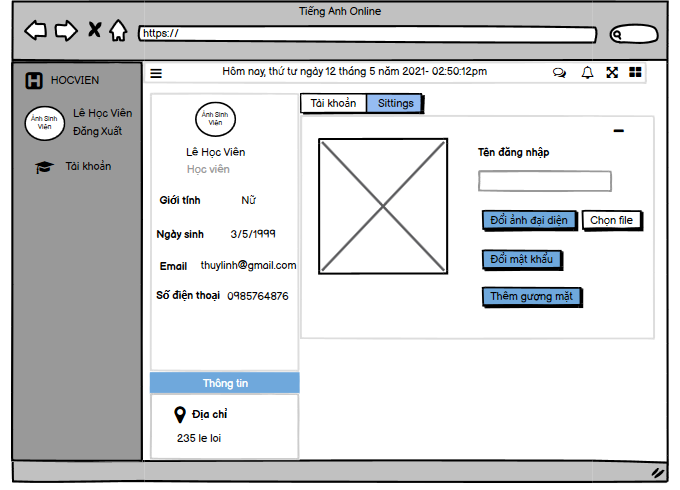 Tiếng Anh Online
https://
HOCVIEN
Hôm nay, thứ tư ngày 12 tháng 5 năm 2021- 02:50:12pm
Ảnh Sinh
Viên
Lê Học Viên
Đăng Xuất
Tài khoản
Ảnh Sinh
Viên
Lê Học Viên
Học viên
Giới tính Nữ
Ngày sinh 3/5/1999
Email thuylinh@gmail.com
Số điện thoại 0985764876
Thông tin
Địa chỉ
235 le loi
Tài khoản Sittings
Tên đăng nhập
Đổi ảnh đại diện Chọn file
Đổi mật khẩu
Thêm gương mặt